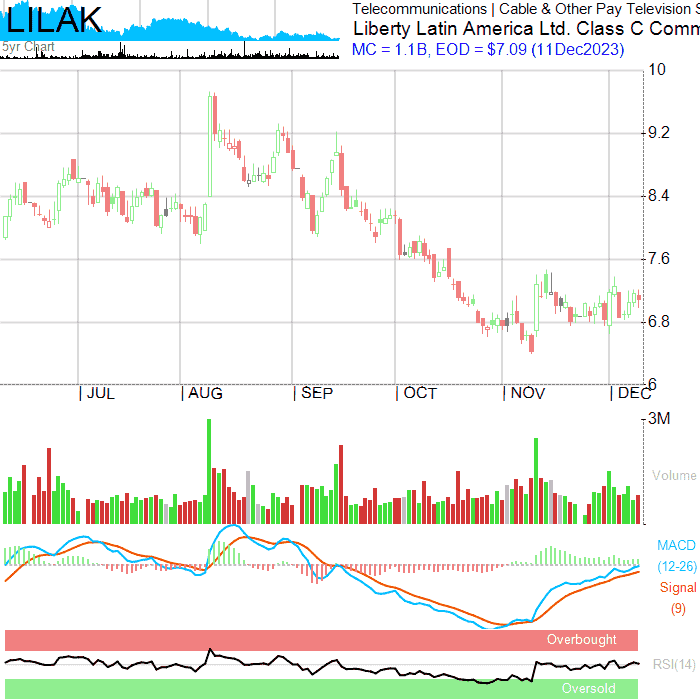 LILAK
5yr Chart
Telecommunications | Cable & Other Pay Television S
Liberty Latin America Ltd. Class C Comm
MC = 1.1B, EOD = $7.09 (11Dec2023)
10
9.2
8.4
7.6
6.8
6
| JUL | AUG | SEP | OCT | NOV | DEC
3M
Volume
MACD
(12-26)
Signal
(9)
Overbought
RSI(14)
Oversold